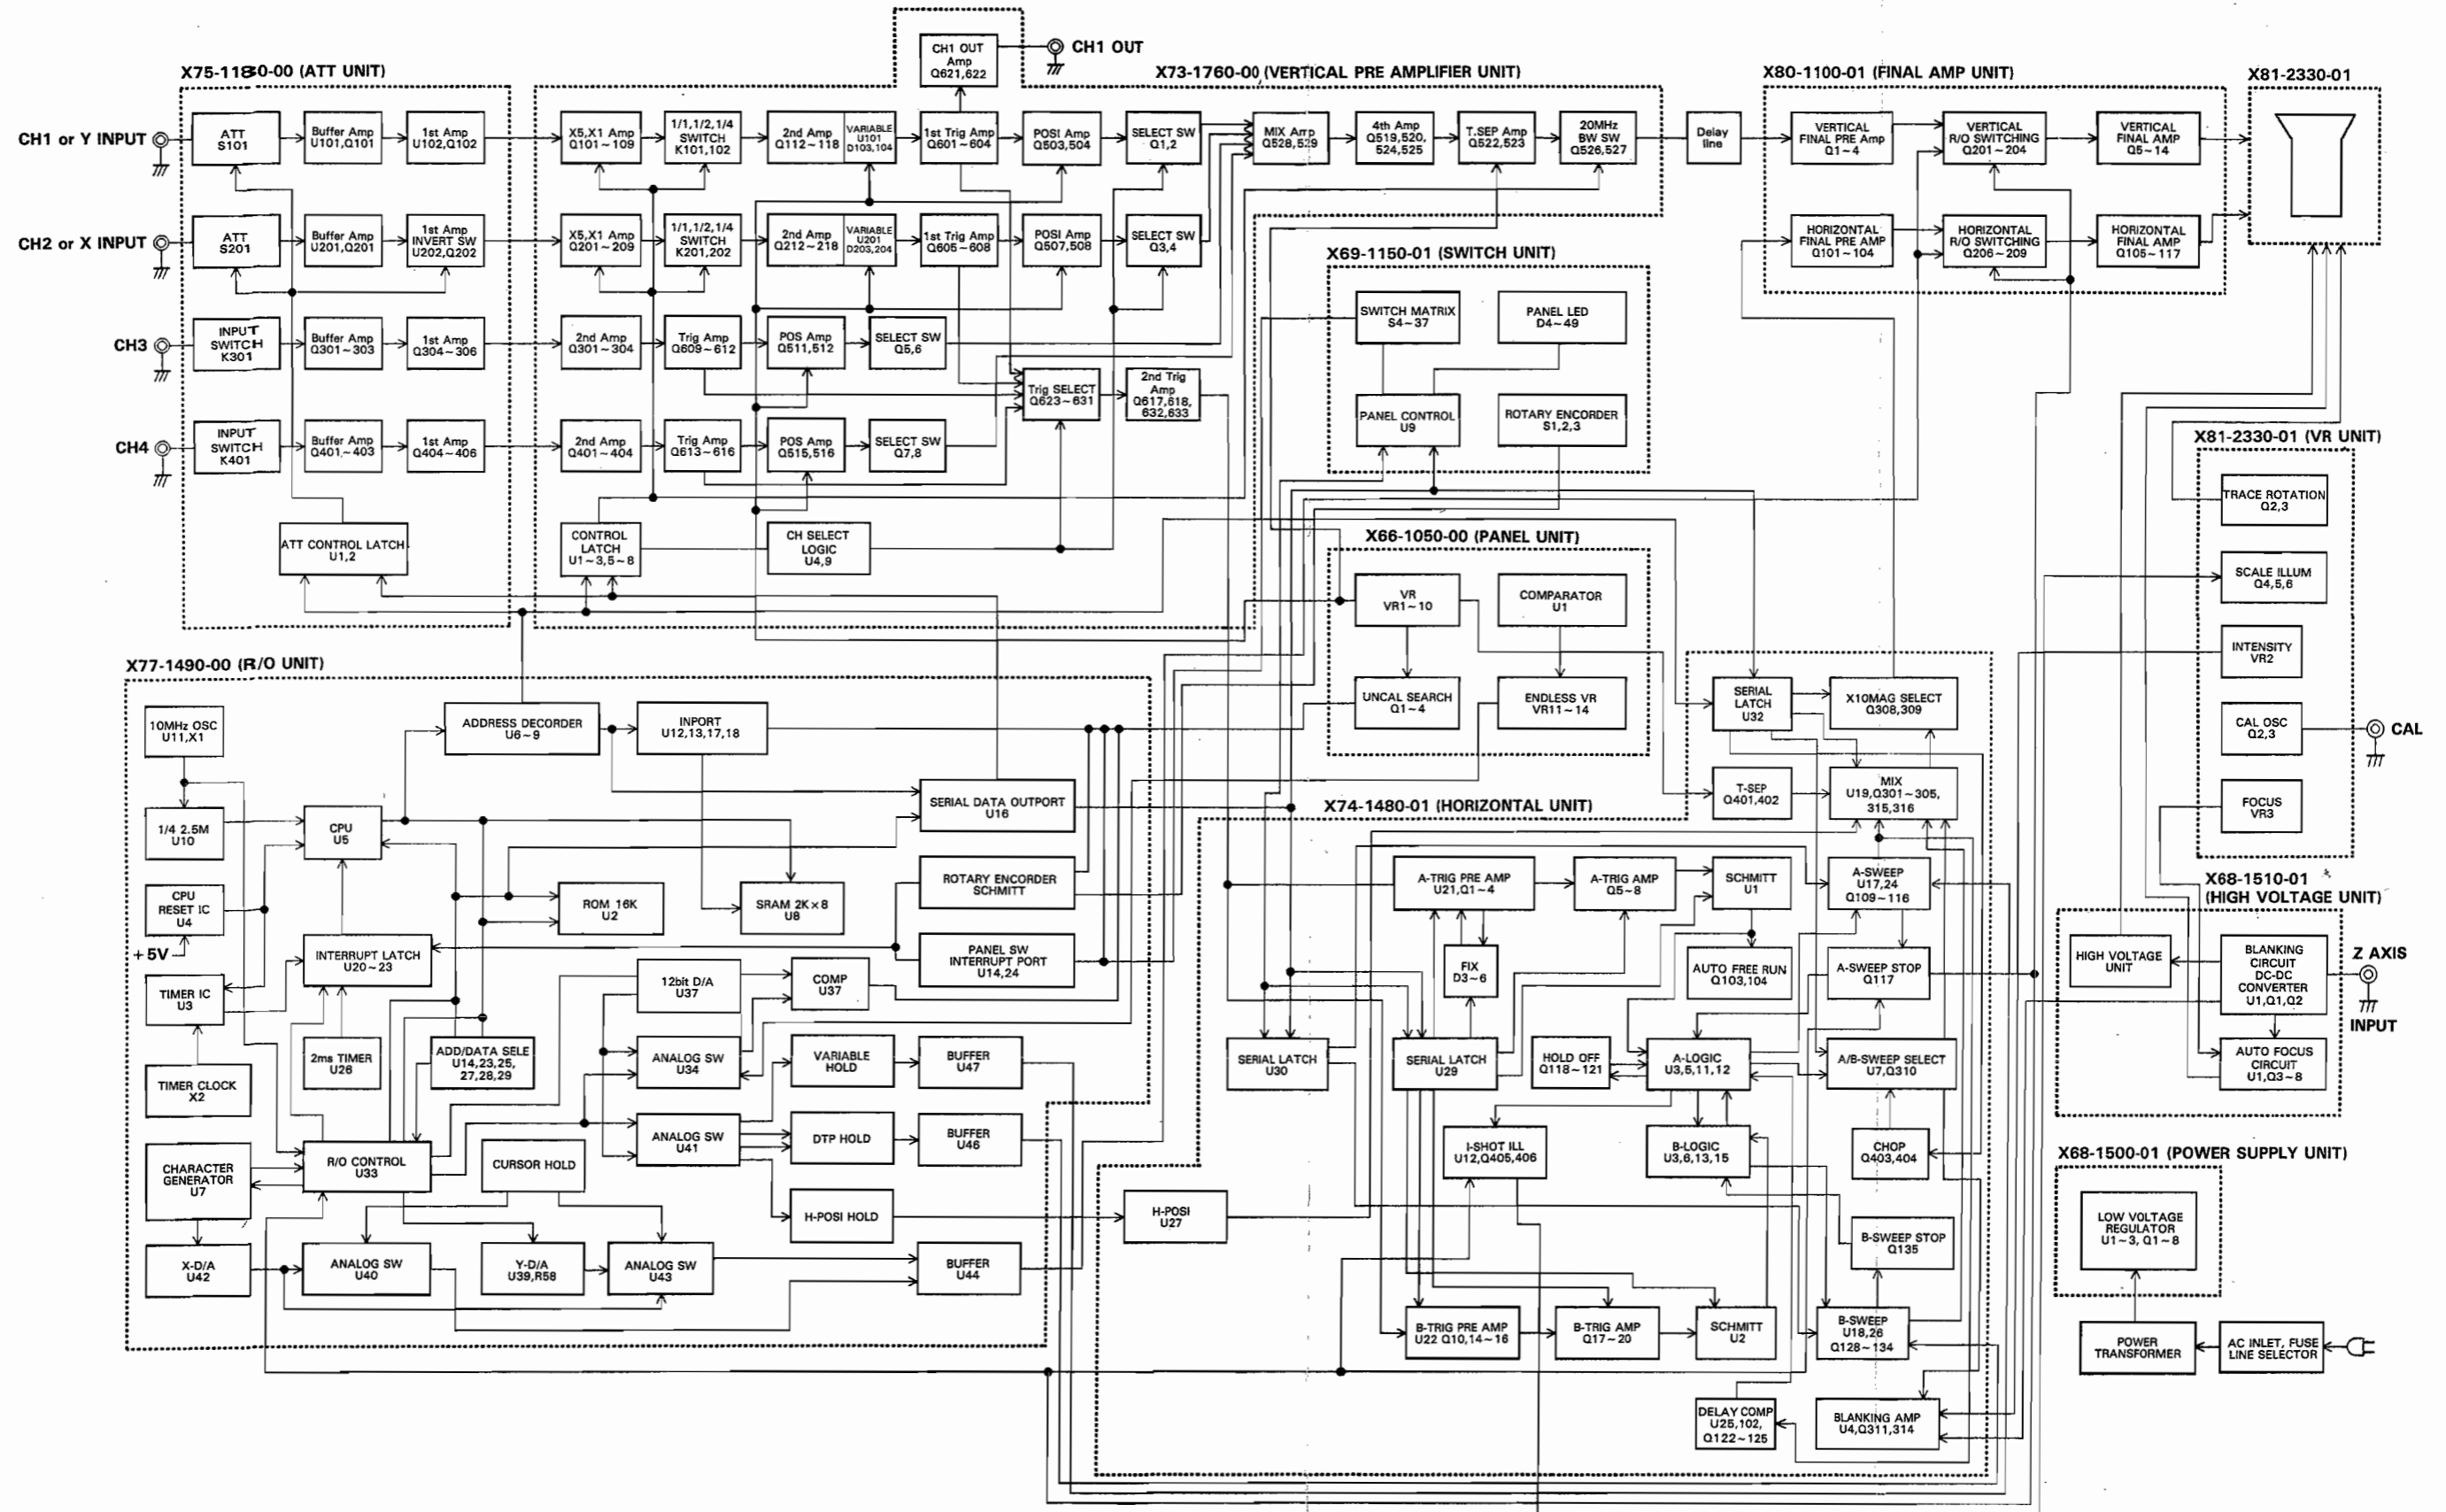 CH1 OUT
Amp
Q621,622
CH1 OUT
X75-1180-00 (ATT UNIT)
X73-1760-00 (VERTICAL PRE AMPLIFIER UNIT)
X80-1100-01 (FINAL AMP UNIT)
X81-2330-01
CH1 or Y INPUT
ATT
S101
Buffer Amp
U101,Q101
1st Amp
U102,Q102
X5,X1 Amp
Q101~109
1/1,1/2,1/4
SWITCH
K101,102
2nd Amp
Q112~118
VARIABLE
U101
D103,104
1st Trig Amp
Q601~604
POSI Amp
Q503,504
SELECT SW
Q1,2
MIX Amp
Q528,529
4th Amp
Q519,520,
524,525
T.SEP Amp
Q522,523
20MHz
BW SW
Q526,527
Delay
line
VERTICAL
FINAL PRE Amp
Q1~4
VERTICAL
R/O SWITCHING
Q201~204
VERTICAL
FINAL AMP
Q5~14
CH2 or X INPUT
ATT
S201
Buffer Amp
U201,Q201
1st Amp
INVERT SW
U202,Q202
X5,X1 Amp
Q201~209
1/1,1/2,1/4
SWITCH
K201,202
2nd Amp
Q212~218
VARIABLE
U201
D203,204
1st Trig Amp
Q605~608
POSI Amp
Q507,508
SELECT SW
Q3,4
HORIZONTAL
FINAL PRE AMP
Q101~104
HORIZONTAL
R/O SWITCHING
Q206~209
HORIZONTAL
FINAL AMP
Q105~117
X69-1150-01 (SWITCH UNIT)
SWITCH MATRIX
S4~37
PANEL LED
D4~49
CH3
INPUT
SWITCH
K301
Buffer Amp
Q301~303
1st Amp
Q304~306
2nd Amp
Q301~304
Trig Amp
Q609~612
POS Amp
Q511,512
SELECT SW
Q5,6
Trig SELECT
Q623~631
2nd Trig
Amp
Q617,618,
632,633
PANEL CONTROL
U9
ROTARY ENCORDER
S1,2,3
CH4
INPUT
SWITCH
K401
Buffer Amp
Q401~403
1st Amp
Q404~406
2nd Amp
Q401~404
Trig Amp
Q613~616
POS Amp
Q515,516
SELECT SW
Q7,8
X81-2330-01 (VR UNIT)
TRACE ROTATION
Q2,3
SCALE ILLUM
Q4,5,6
INTENSITY
VR2
CAL OSC
Q2,3
CAL
FOCUS
VR3
ATT CONTROL LATCH
U1,2
CONTROL
LATCH
U1~3,5~8
CH SELECT
LOGIC
U4,9
X66-1050-00 (PANEL UNIT)
VR
VR1~10
COMPARATOR
U1
UNCAL SEARCH
Q1~4
ENDLESS VR
VR11~14
X77-1490-00 (R/O UNIT)
10MHz OSC
U11,X1
ADDRESS DECORDER
U6~9
INPORT
U12,13,17,18
SERIAL DATA OUTPORT
U16
1/4 2.5M
U10
CPU
U5
CPU
RESET IC
U4
+5V
ROM 16K
U2
SRAM 2K×8
U8
ROTARY ENCORDER
SCHMITT
INTERRUPT LATCH
U20~23
PANEL SW
INTERRUPT PORT
U14,24
TIMER IC
U3
12bit D/A
U37
COMP
U37
TIMER CLOCK
X2
2ms TIMER
U26
ADD/DATA SELE
U14,23,25,
27,28,29
ANALOG SW
U34
VARIABLE
HOLD
BUFFER
U47
CHARACTER
GENERATOR
U7
R/O CONTROL
U33
CURSOR HOLD
ANALOG SW
U41
DTP HOLD
BUFFER
U46
H-POSI HOLD
X-D/A
U42
ANALOG SW
U40
Y-D/A
U39,R58
ANALOG SW
U43
BUFFER
U44
X74-1480-01 (HORIZONTAL UNIT)
SERIAL
LATCH
U32
X10MAG SELECT
Q308,309
T-SEP
Q401,402
MIX
U19,Q301~305,
315,316
A-TRIG PRE AMP
U21,Q1~4
A-TRIG AMP
Q5~8
SCHMITT
U1
A-SWEEP
U17,24
Q109~116
FIX
D3~6
AUTO FREE RUN
Q103,104
A-SWEEP STOP
Q117
SERIAL LATCH
U30
SERIAL LATCH
U29
HOLD OFF
Q118~121
A-LOGIC
U3,5,11,12
A/B-SWEEP SELECT
U7,Q310
I-SHOT ILL
U12,Q405,406
B-LOGIC
U3,6,13,15
CHOP
Q403,404
H-POSI
U27
B-SWEEP STOP
Q135
B-TRIG PRE AMP
U22 Q10,14~16
B-TRIG AMP
Q17~20
SCHMITT
U2
B-SWEEP
U18,26
Q128~134
DELAY COMP
U25,102,
Q122~125
BLANKING AMP
U4,Q311,314
X68-1510-01
(HIGH VOLTAGE UNIT)
HIGH VOLTAGE
UNIT
BLANKING
CIRCUIT
DC-DC
CONVERTER
U1,Q1,Q2
Z AXIS
INPUT
AUTO FOCUS
CIRCUIT
U1,Q3~8
X68-1500-01 (POWER SUPPLY UNIT)
LOW VOLTAGE
REGULATOR
U1~3, Q1~8
POWER
TRANSFORMER
AC INLET, FUSE
LINE SELECTOR